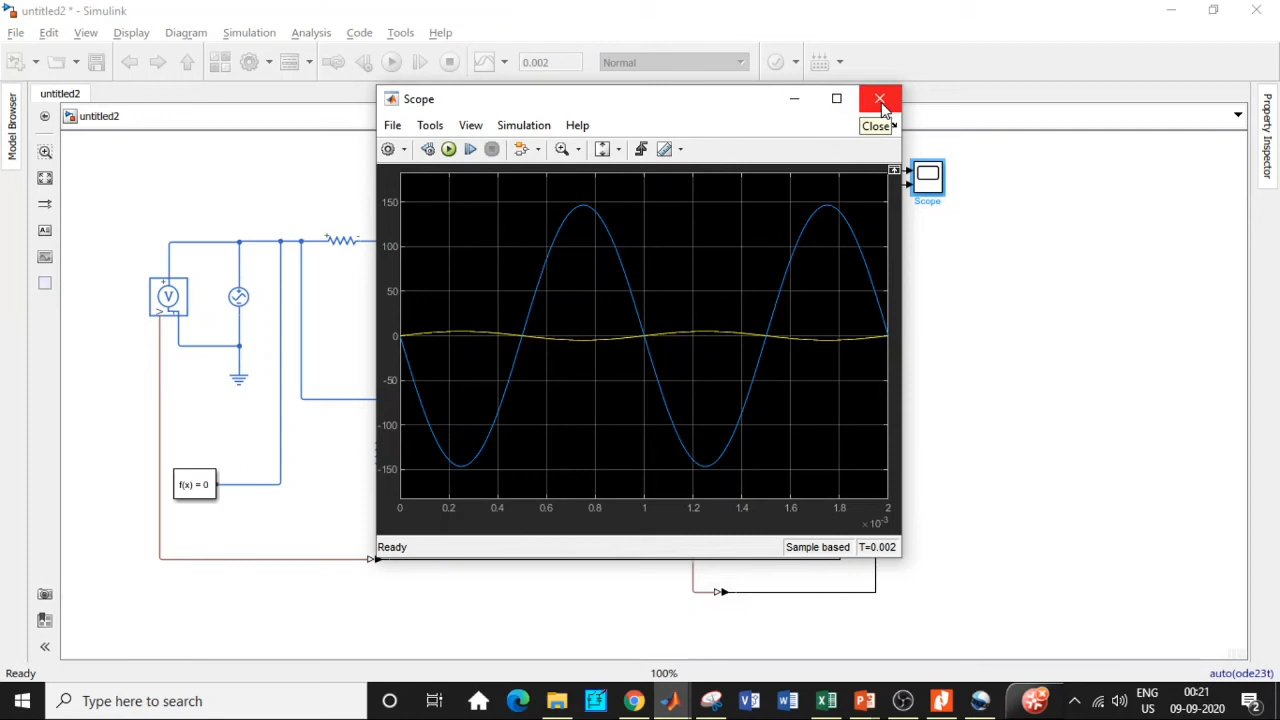 untitled2 * - Simulink
File Edit View Display Diagram Simulation Analysis Code Tools Help
0.002 Normal
untitled2
untitled2
Model Browser
Property Inspector
Scope
File Tools View Simulation Help
Close
150
100
50
0
-50
-100
-150
0 0.2 0.4 0.6 0.8 1 1.2 1.4 1.6 1.8 2
×10⁻³
Ready Sample based T=0.002
Scope
+ -
+
V
f(x) = 0
Ready 100% auto(ode23t)
Type here to search
ENG 00:21
US 09-09-2020
2